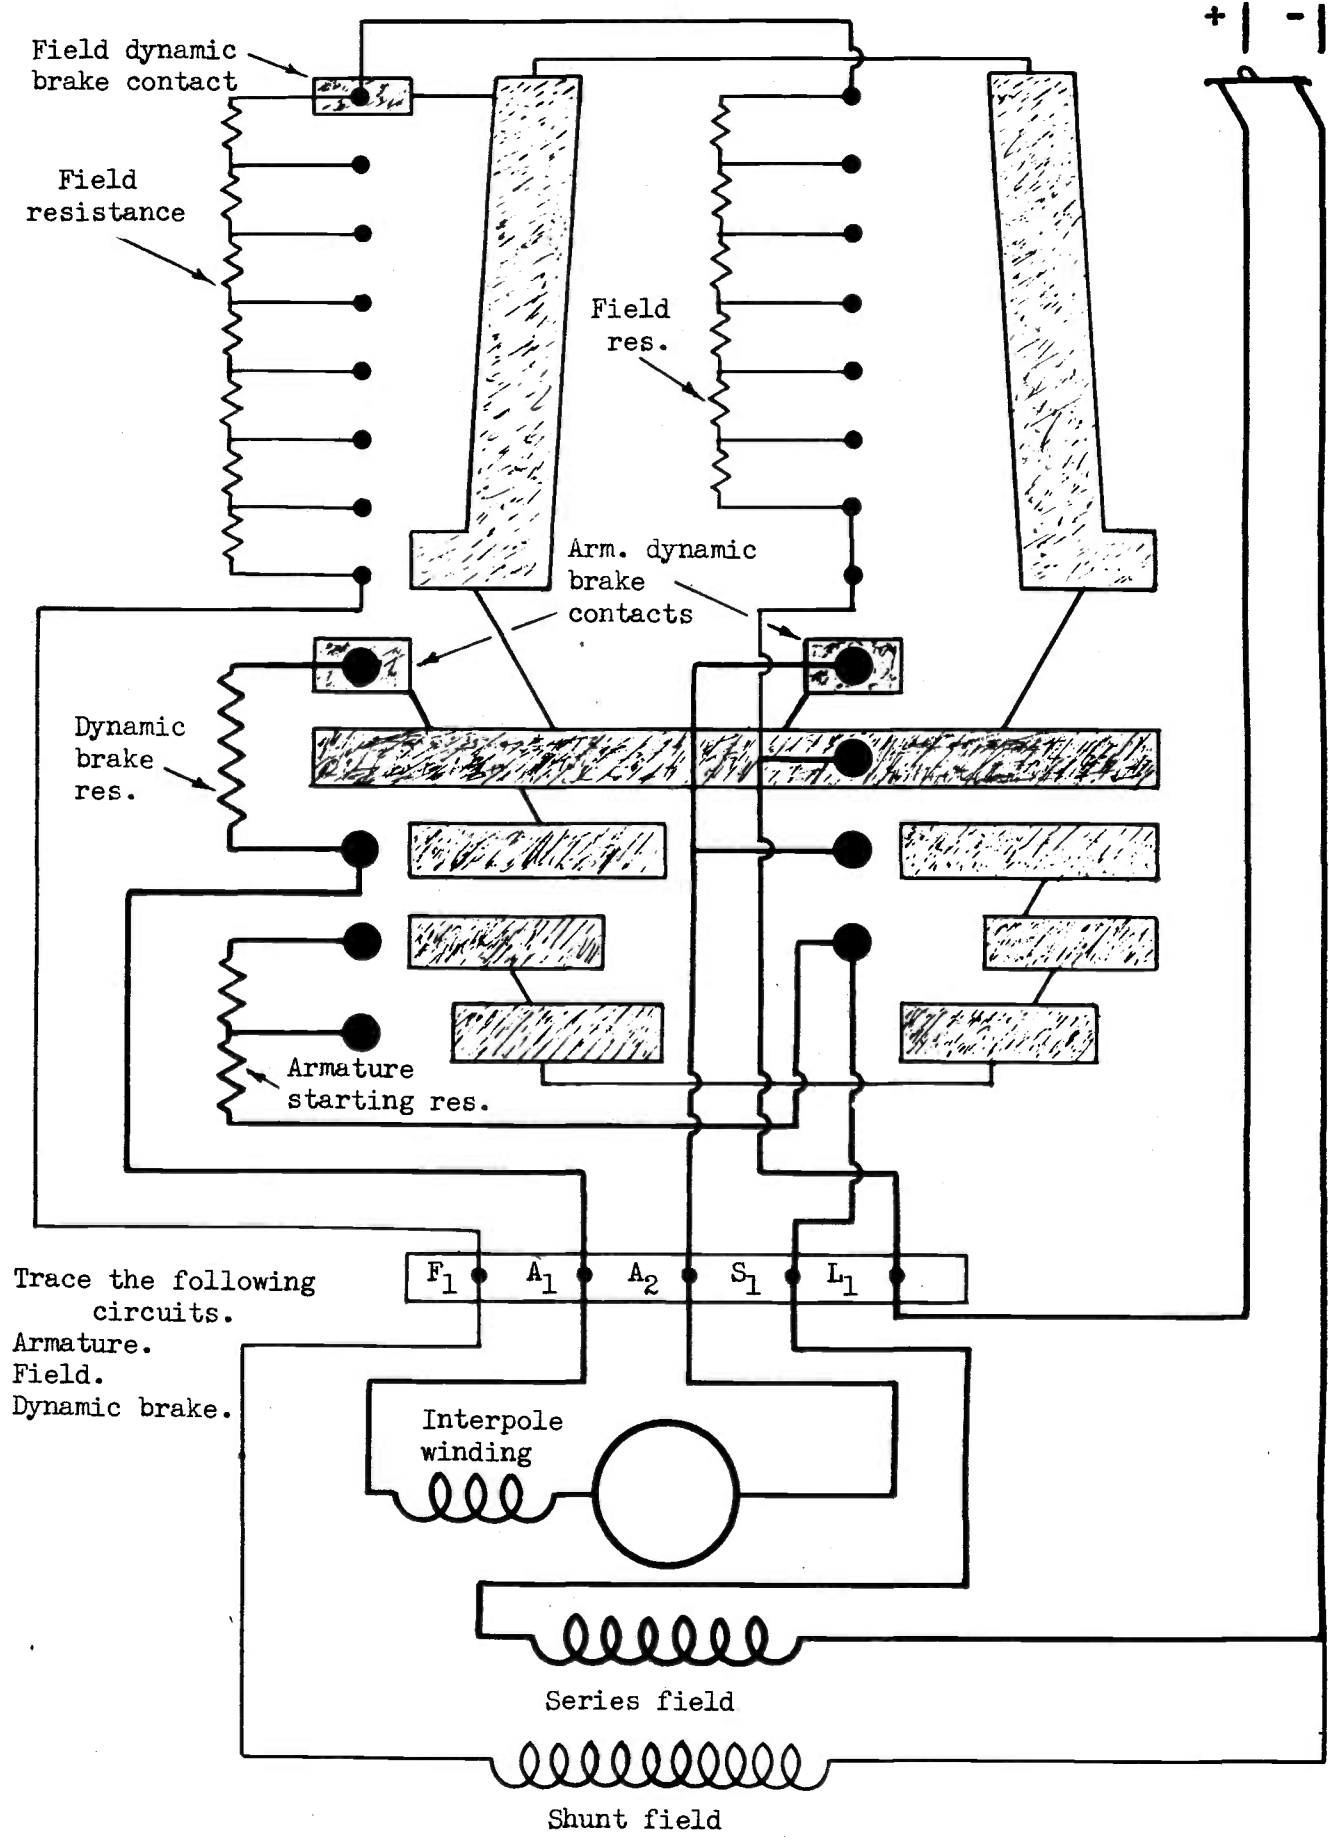 + -
Field dynamic
brake contact
Field
resistance
Field
res.
Arm. dynamic
brake
contacts
Dynamic
brake
res.
Armature
starting res.
F1 A1 A2 S1 L1
Trace the following
circuits.
Armature.
Field.
Dynamic brake.
Interpole
winding
Series field
Shunt field